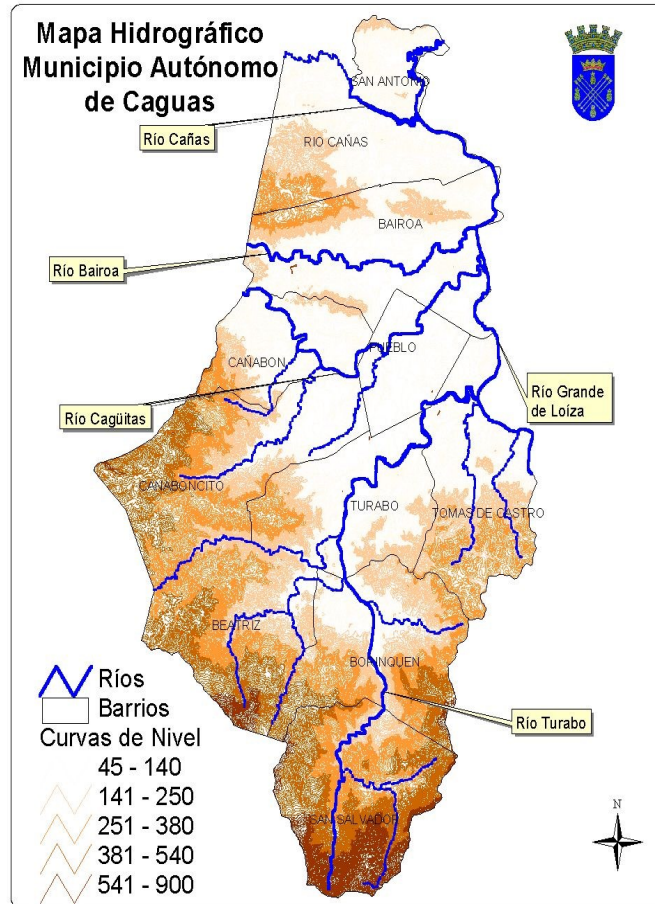 Mapa Hidrográfico
Municipio Autónomo
de Caguas
SAN ANTONIO
Río Cañas
RIO CAÑAS
BAIROA
Río Bairoa
PUEBLO
CAÑABON
Río Grande
de Loíza
Río Cagüitas
CAÑABONCITO
TURABO
TOMAS DE CASTRO
BEATRIZ
BORINQUEN
Río Turabo
SAN SALVADOR
Ríos
Barrios
Curvas de Nivel
45 - 140
141 - 250
251 - 380
381 - 540
541 - 900
N